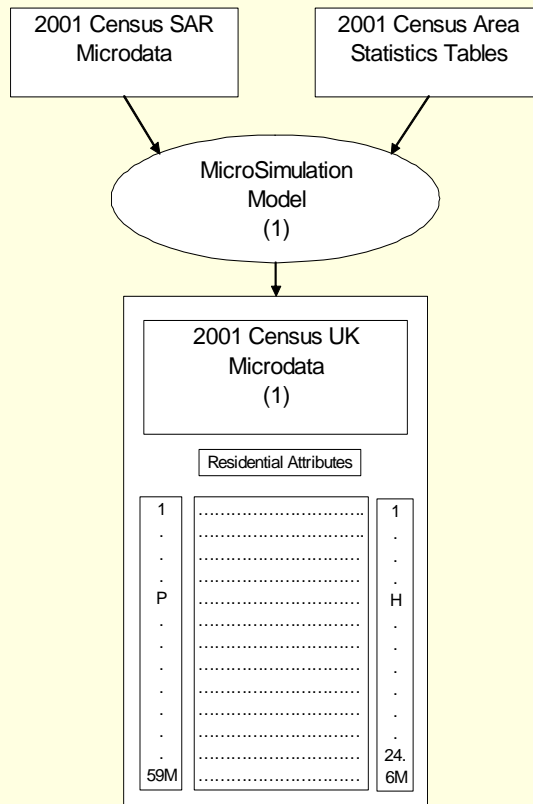 2001 Census SAR
Microdata
2001 Census Area
Statistics Tables
MicroSimulation
Model
(1)
2001 Census UK
Microdata
(1)
Residential Attributes
1
.
.
.
P
.
.
.
.
.
.
.
59M
................................
................................
...............................
...............................
...............................
...............................
...............................
...............................
...............................
...............................
...............................
...............................
...............................
1
.
.
.
H
.
.
.
.
.
.
24.
6M